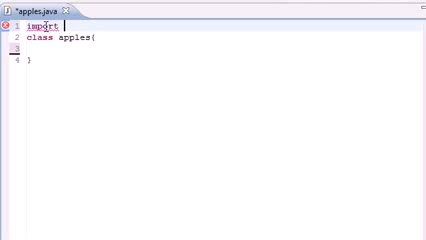 *apples.java
1 import
2 class apples{
3
4 }